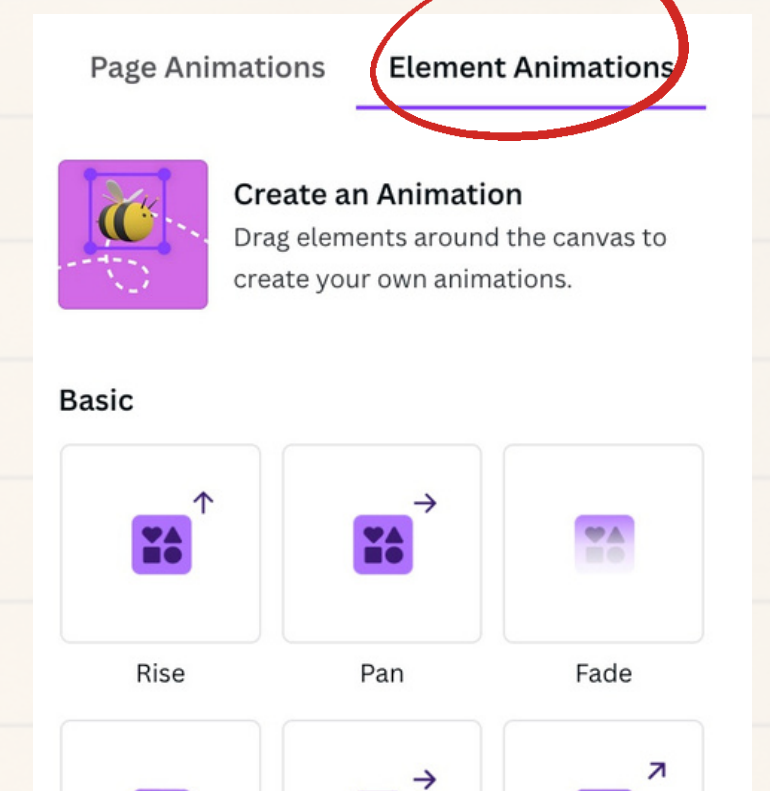 Page Animations Element Animations
Create an Animation
Drag elements around the canvas to
create your own animations.
Basic
Rise Pan Fade